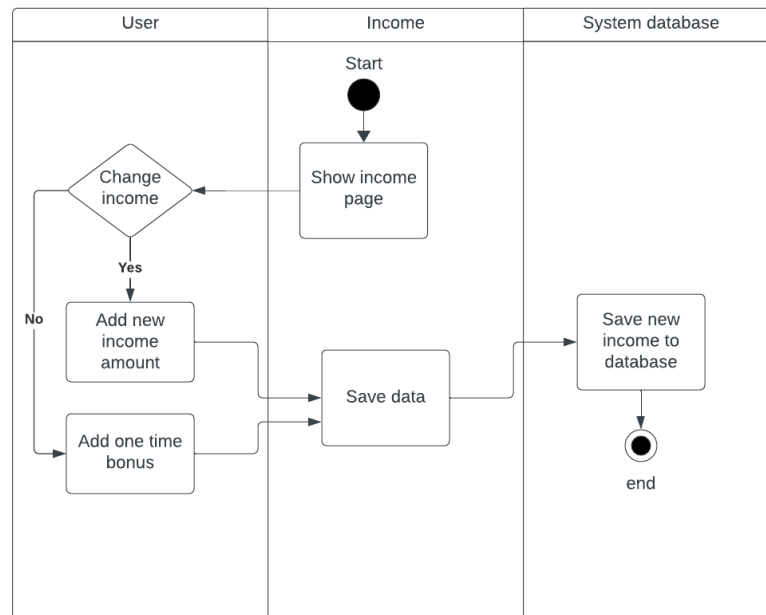 User
Income
System database
Start
Change
income
Show income
page
Yes
No
Add new
income
amount
Save data
Save new
income to
database
Add one time
bonus
end